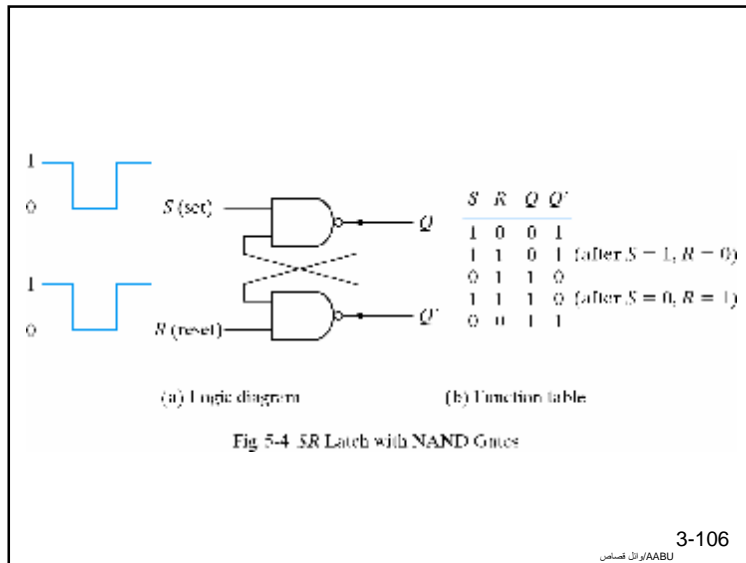 1
0
S (set)
Q
1
0
R (reset)
Q'
S R Q Q'
1 0 0 1
1 1 0 1 (after S = 1, R = 0)
0 1 1 0
1 1 1 0 (after S = 0, R = 1)
0 0 1 1
(a) Logic diagram
(b) Function table
Fig. 5-4 SR Latch with NAND Gates
3-106
وائل قصاص/AABU